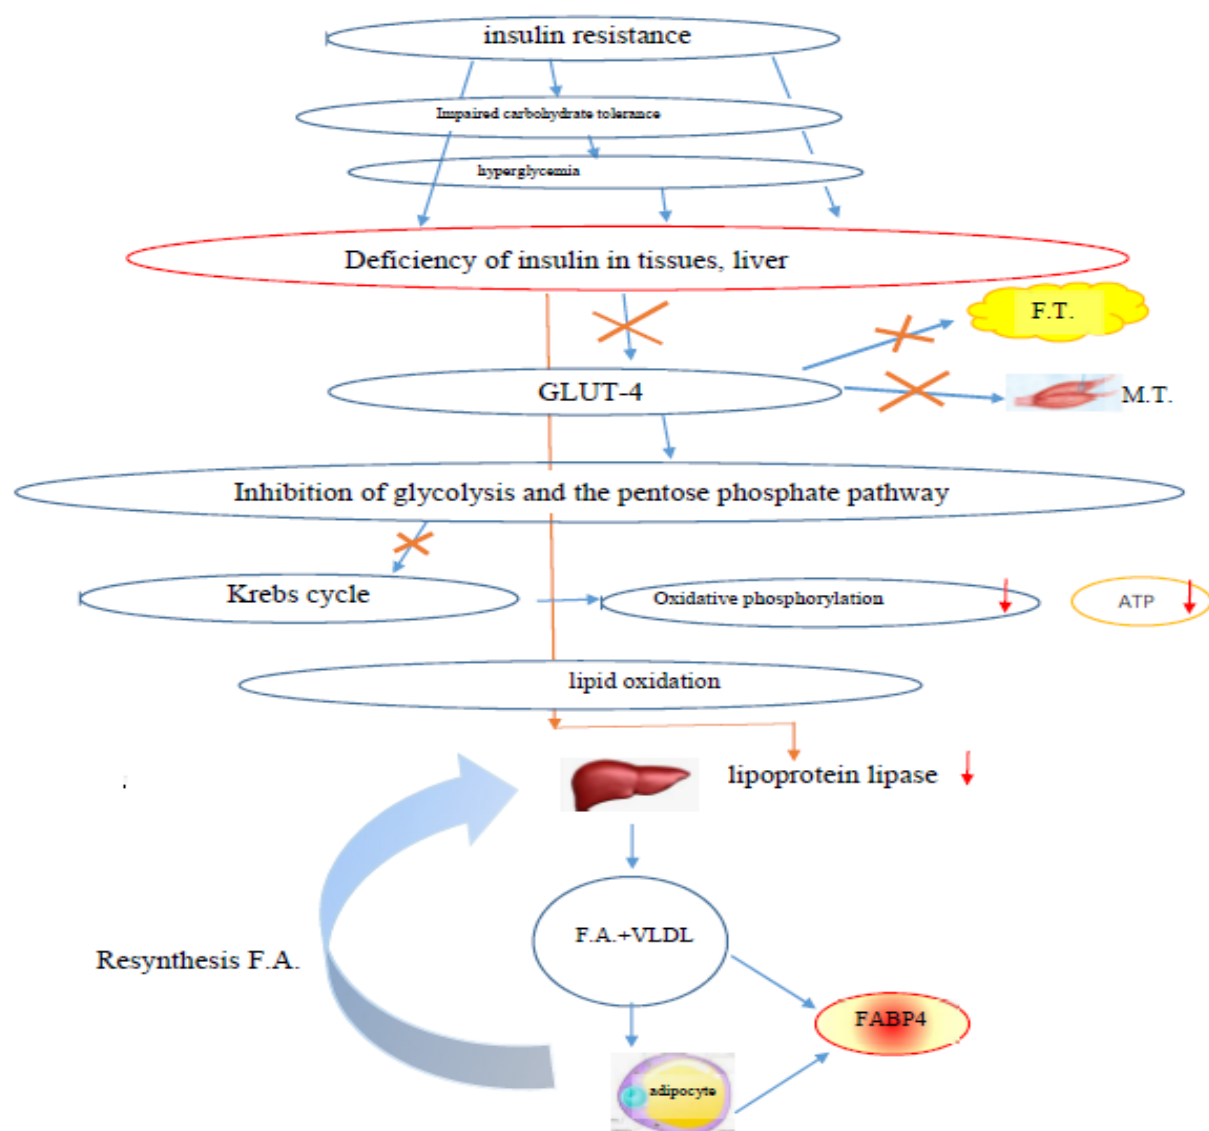 insulin resistance
Impaired carbohydrate tolerance
hyperglycemia
Deficiency of insulin in tissues, liver
F.T.
GLUT-4
M.T.
Inhibition of glycolysis and the pentose phosphate pathway
Krebs cycle
Oxidative phosphorylation
ATP
lipid oxidation
lipoprotein lipase
F.A.+VLDL
Resynthesis F.A.
FABP4
adipocyte